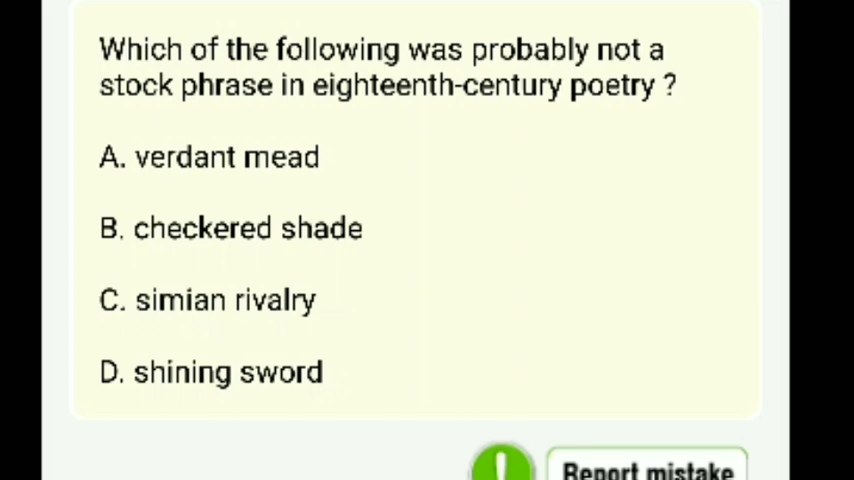 Which of the following was probably not a
stock phrase in eighteenth-century poetry ?
A. verdant mead
B. checkered shade
C. simian rivalry
D. shining sword
! Report mistake